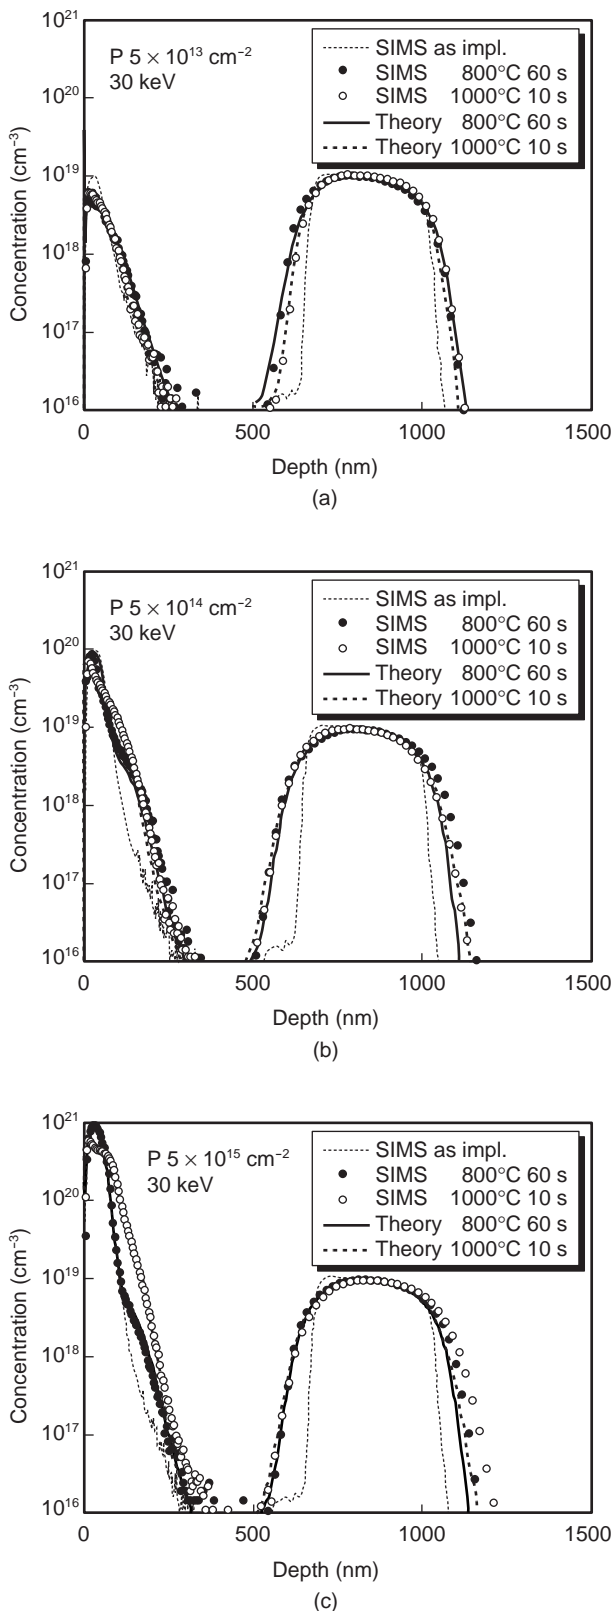 10²¹
10²⁰
10¹⁹
10¹⁸
10¹⁷
10¹⁶
Concentration (cm⁻³)
P 5 × 10¹³ cm⁻²
30 keV
SIMS as impl.
SIMS 800°C 60 s
SIMS 1000°C 10 s
Theory 800°C 60 s
Theory 1000°C 10 s
0 500 1000 1500
Depth (nm)
(a)
10²¹
10²⁰
10¹⁹
10¹⁸
10¹⁷
10¹⁶
Concentration (cm⁻³)
P 5 × 10¹⁴ cm⁻²
30 keV
SIMS as impl.
SIMS 800°C 60 s
SIMS 1000°C 10 s
Theory 800°C 60 s
Theory 1000°C 10 s
0 500 1000 1500
Depth (nm)
(b)
10²¹
10²⁰
10¹⁹
10¹⁸
10¹⁷
10¹⁶
Concentration (cm⁻³)
P 5 × 10¹⁵ cm⁻²
30 keV
SIMS as impl.
SIMS 800°C 60 s
SIMS 1000°C 10 s
Theory 800°C 60 s
Theory 1000°C 10 s
0 500 1000 1500
Depth (nm)
(c)